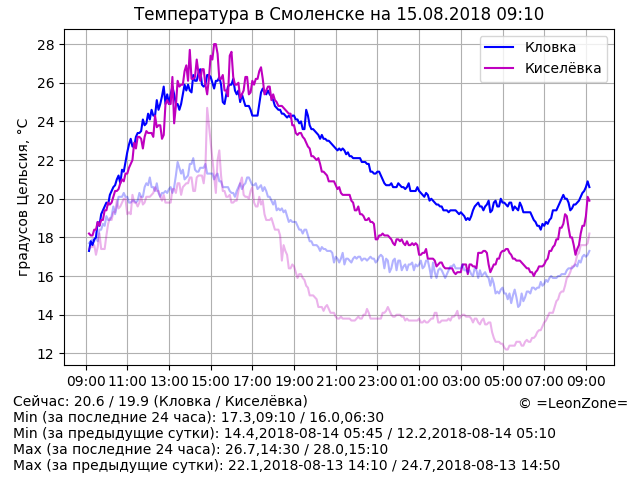 Температура в Смоленске на 15.08.2018 09:10
градусов Цельсия, °C
28
26
24
22
20
18
16
14
12
Кловка
Киселёвка
09:00 11:00 13:00 15:00 17:00 19:00 21:00 23:00 01:00 03:00 05:00 07:00 09:00
Сейчас: 20.6 / 19.9 (Кловка / Киселёвка)
© =LeonZone=
Min (за последние 24 часа): 17.3,09:10 / 16.0,06:30
Min (за предыдущие сутки): 14.4,2018-08-14 05:45 / 12.2,2018-08-14 05:10
Max (за последние 24 часа): 26.7,14:30 / 28.0,15:10
Max (за предыдущие сутки): 22.1,2018-08-13 14:10 / 24.7,2018-08-13 14:50